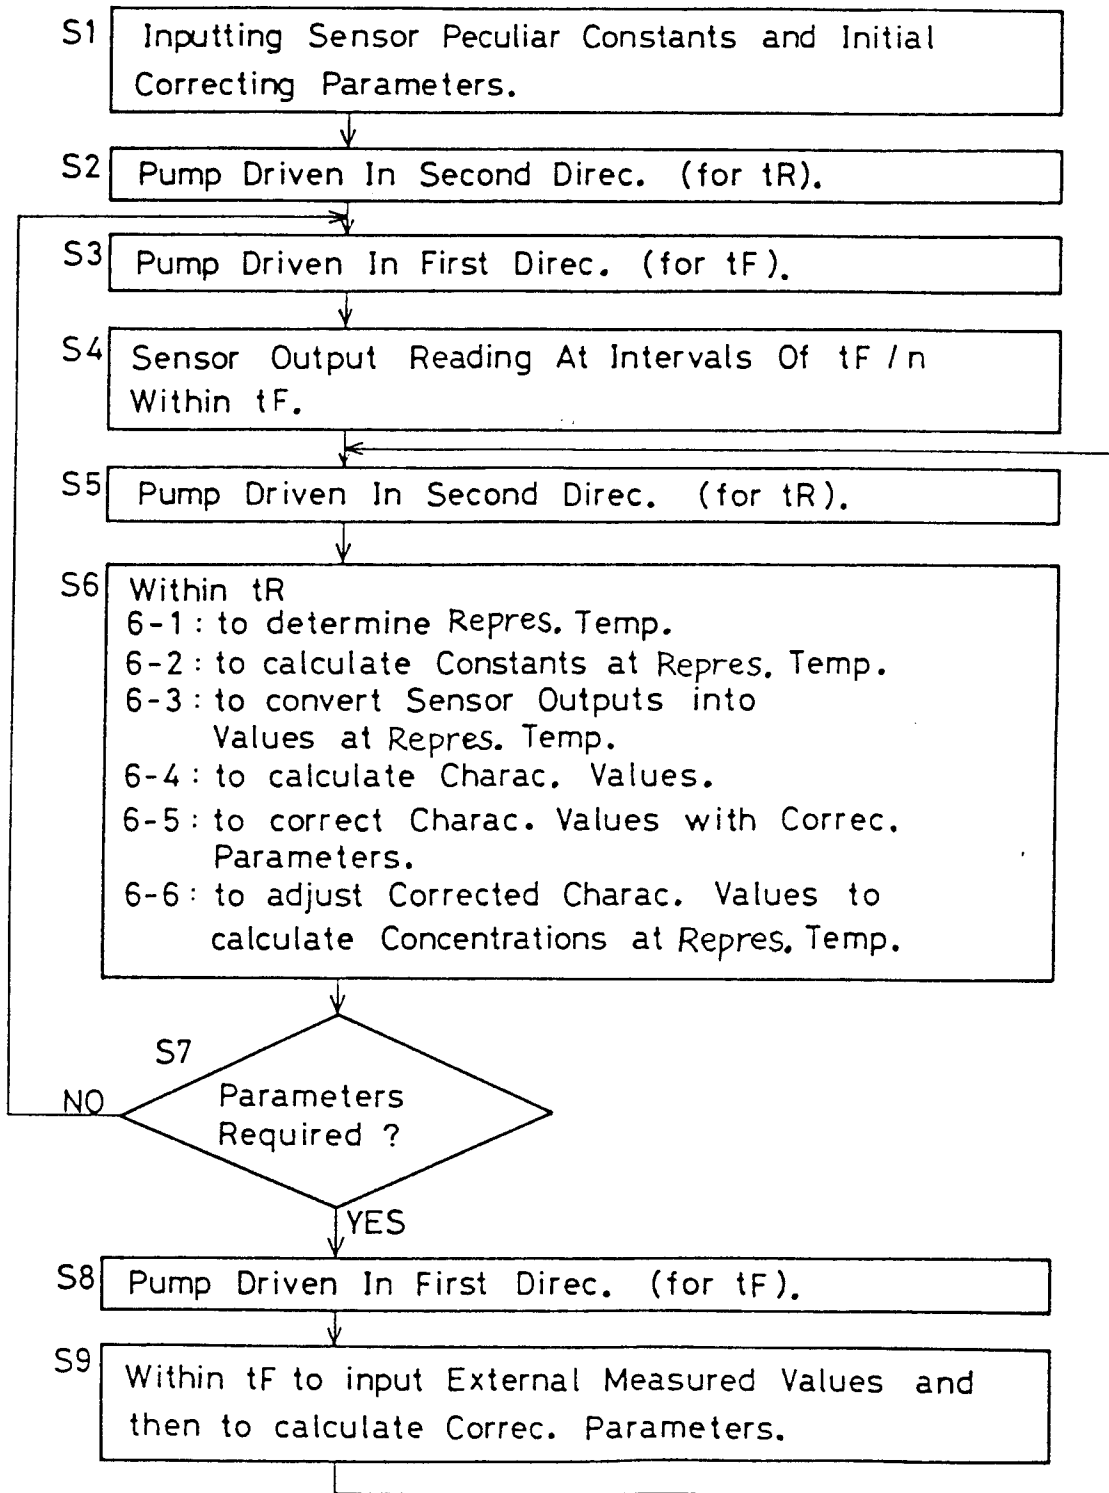 S1 Inputting Sensor Peculiar Constants and Initial
Correcting Parameters.
S2 Pump Driven In Second Direc. (for tR).
S3 Pump Driven In First Direc. (for tF).
S4 Sensor Output Reading At Intervals Of tF / n
Within tF.
S5 Pump Driven In Second Direc. (for tR).
S6 Within tR
6-1: to determine Repres. Temp.
6-2: to calculate Constants at Repres. Temp.
6-3: to convert Sensor Outputs into
Values at Repres. Temp.
6-4: to calculate Charac. Values.
6-5: to correct Charac. Values with Correc.
Parameters.
6-6: to adjust Corrected Charac. Values to
calculate Concentrations at Repres. Temp.
S7
NO Parameters
Required ?
YES
S8 Pump Driven In First Direc. (for tF).
S9 Within tF to input External Measured Values and
then to calculate Correc. Parameters.